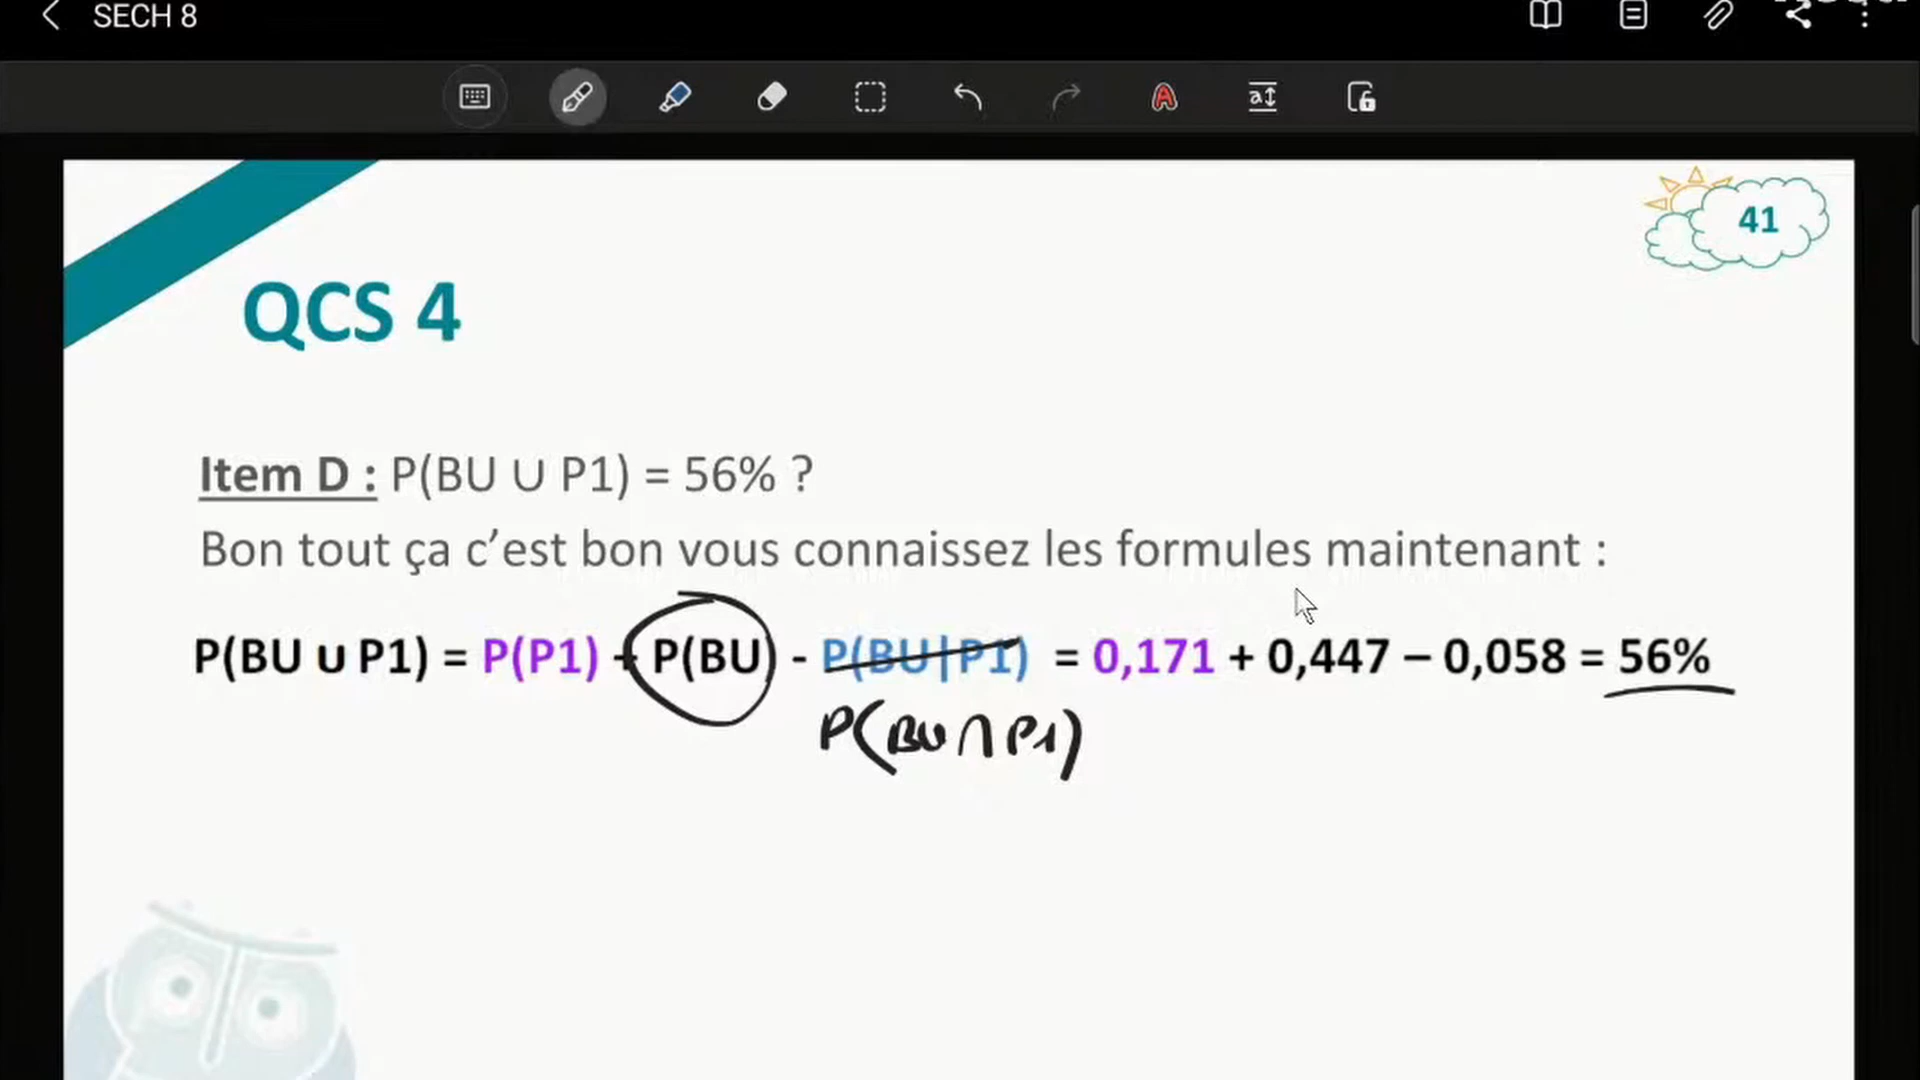 SECH 8
41
QCS 4
Item D : P(BU ∪ P1) = 56% ?
Bon tout ça c'est bon vous connaissez les formules maintenant :
P(BU ∪ P1) = P(P1) + P(BU) - P(BU|P1) = 0,171 + 0,447 – 0,058 = 56%
P(BU ∩ P1)